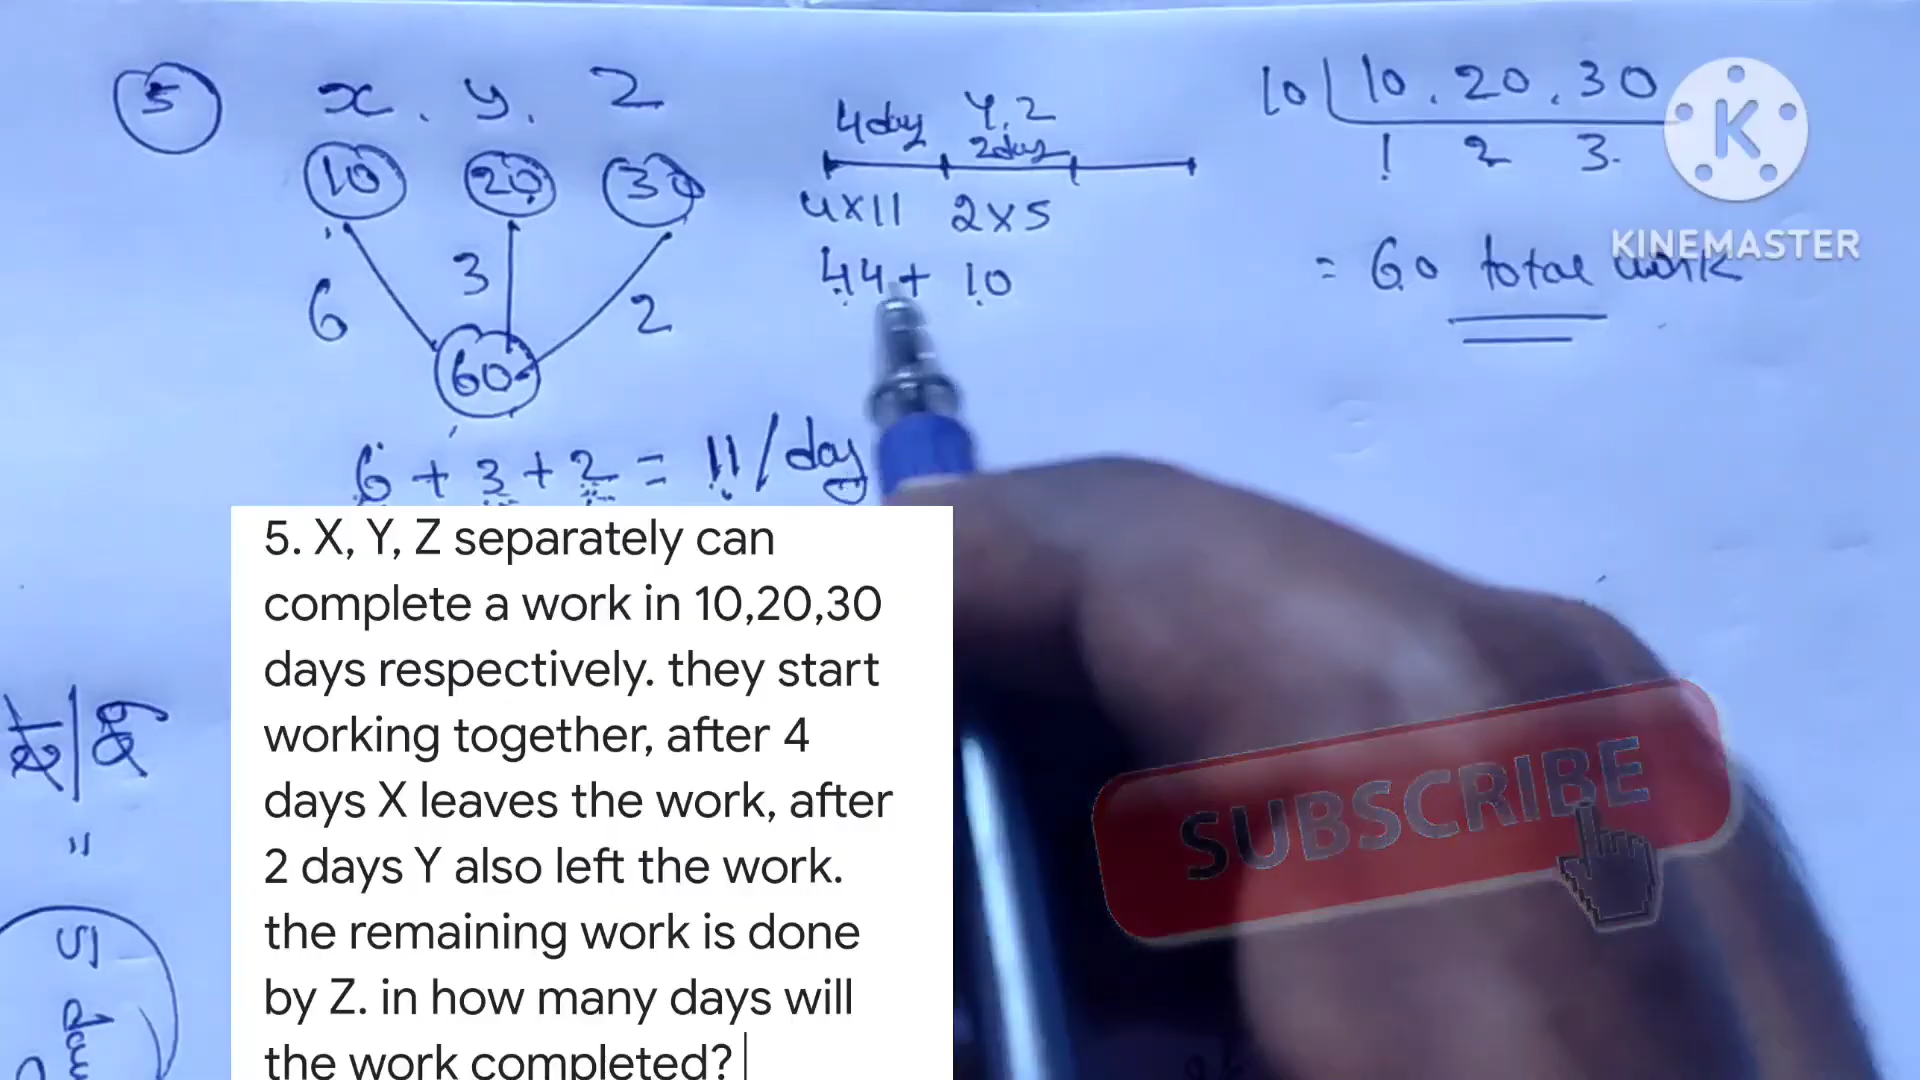 5 x . y . z
10 20 30
6 3 2
60
6 + 3 + 2 = 11/day
4day Y, Z
2day
4x11 2x5
44+ 10
10 10 . 20 . 30
1 2 3.
= 60 total work
K
KINEMASTER
5. X, Y, Z separately can
complete a work in 10,20,30
days respectively. they start
working together, after 4
days X leaves the work, after
2 days Y also left the work.
the remaining work is done
by Z. in how many days will
the work completed?
SUBSCRIBE
=
5